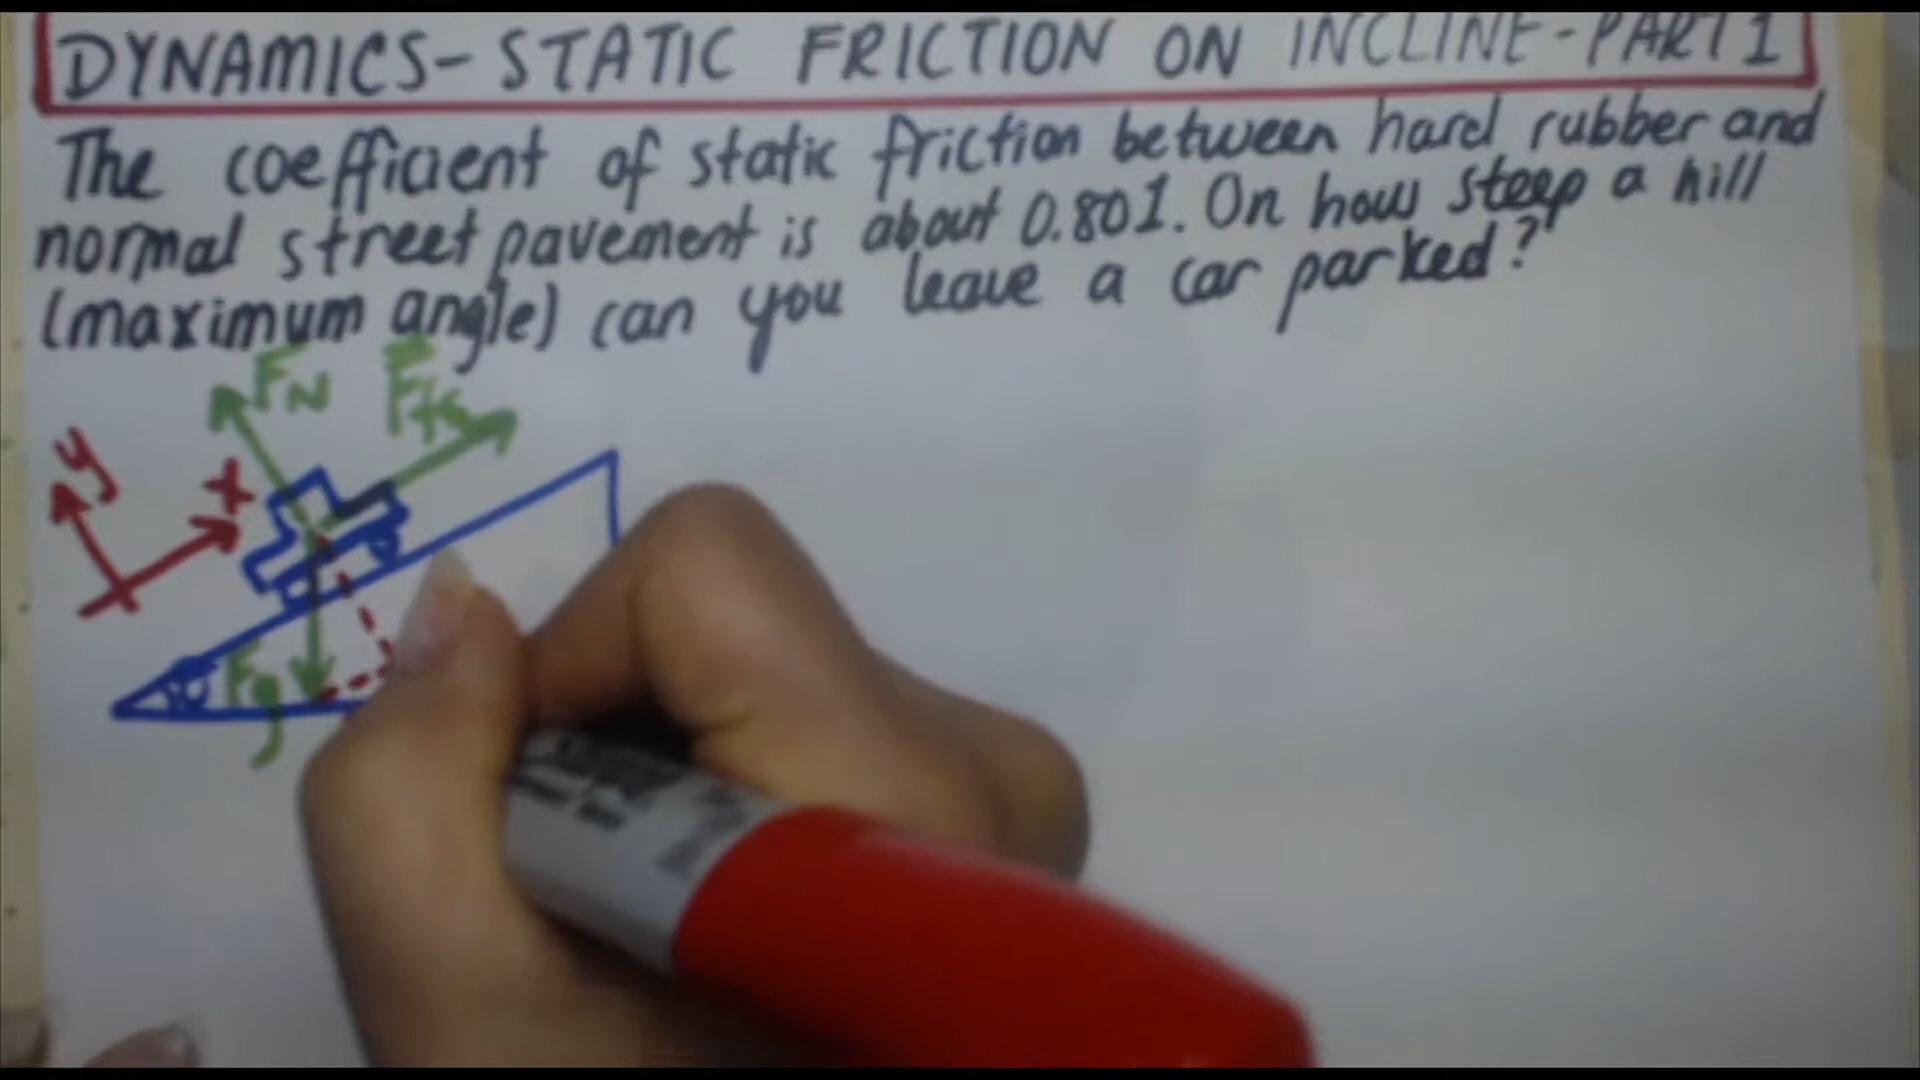 DYNAMICS-STATIC FRICTION ON INCLINE-PART 1
The coefficient of static friction between hard rubber and
normal street pavement is about 0.801. On how steep a hill
(maximum angle) can you leave a car parked?
FN
Ffs
y
x
Fg